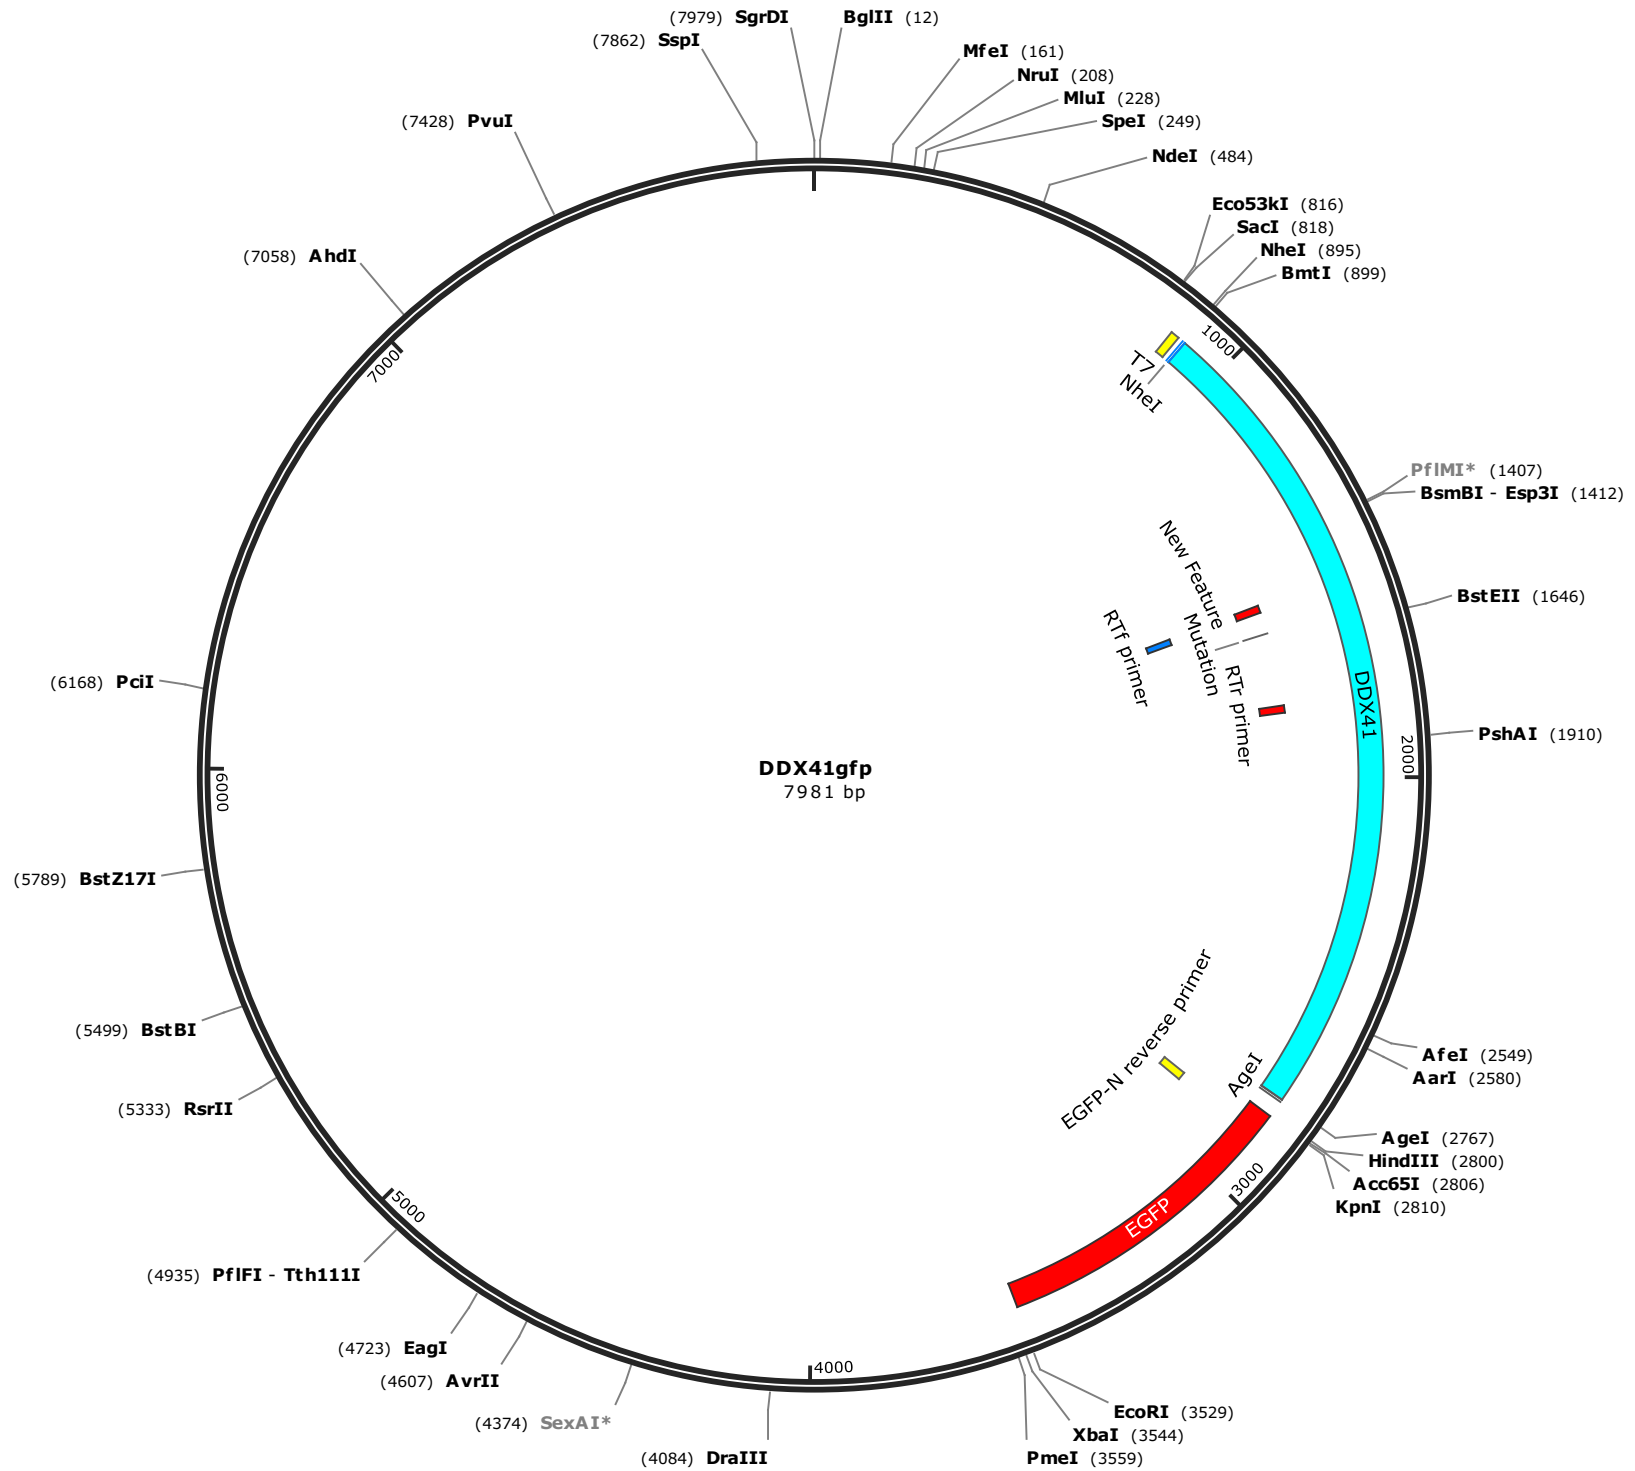 (7979) SgrDI
BglII (12)
(7862) SspI
MfeI (161)
NruI (208)
MluI (228)
SpeI (249)
(7428) PvuI
NdeI (484)
Eco53kI (816)
SacI (818)
NheI (895)
BmtI (899)
(7058) AhdI
1000
7000
T7
NheI
PflMI* (1407)
BsmBI - Esp3I (1412)
New Feature
BstEII (1646)
RTf primer
Mutation
RTr primer
DDX41
(6168) PciI
PshAI (1910)
2000
DDX41gfp
7981 bp
6000
(5789) BstZ17I
EGFP-N reverse primer
(5499) BstBI
AgeI
AfeI (2549)
AarI (2580)
(5333) RsrII
AgeI (2767)
HindIII (2800)
Acc65I (2806)
KpnI (2810)
3000
5000
EGFP
(4935) PflFI - Tth111I
(4723) EagI
4000
(4607) AvrII
(4374) SexAI*
EcoRI (3529)
XbaI (3544)
(4084) DraIII
PmeI (3559)